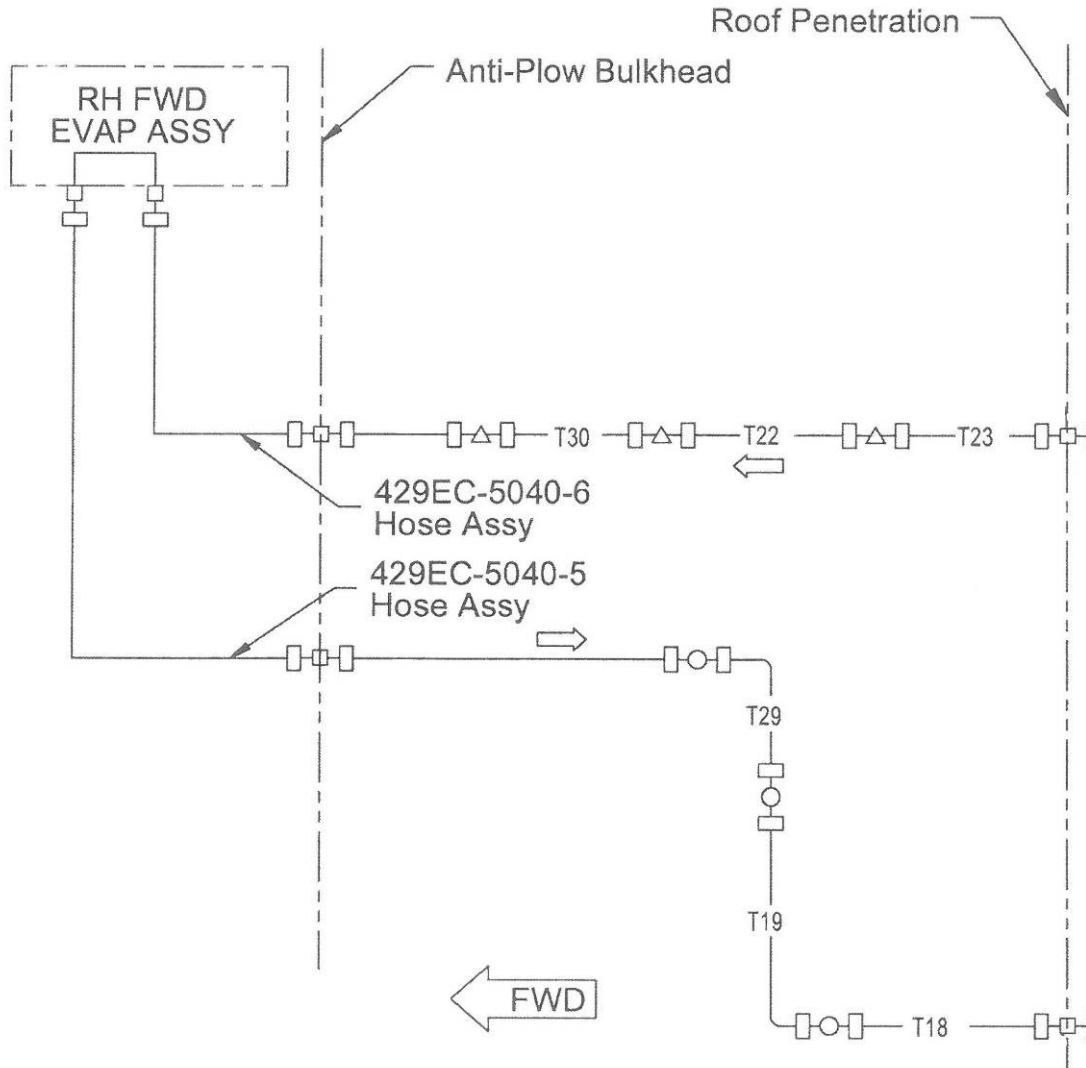 Roof Penetration
Anti-Plow Bulkhead
RH FWD
EVAP ASSY
T30
T22
T23
429EC-5040-6
Hose Assy
429EC-5040-5
Hose Assy
T29
T19
FWD
T18